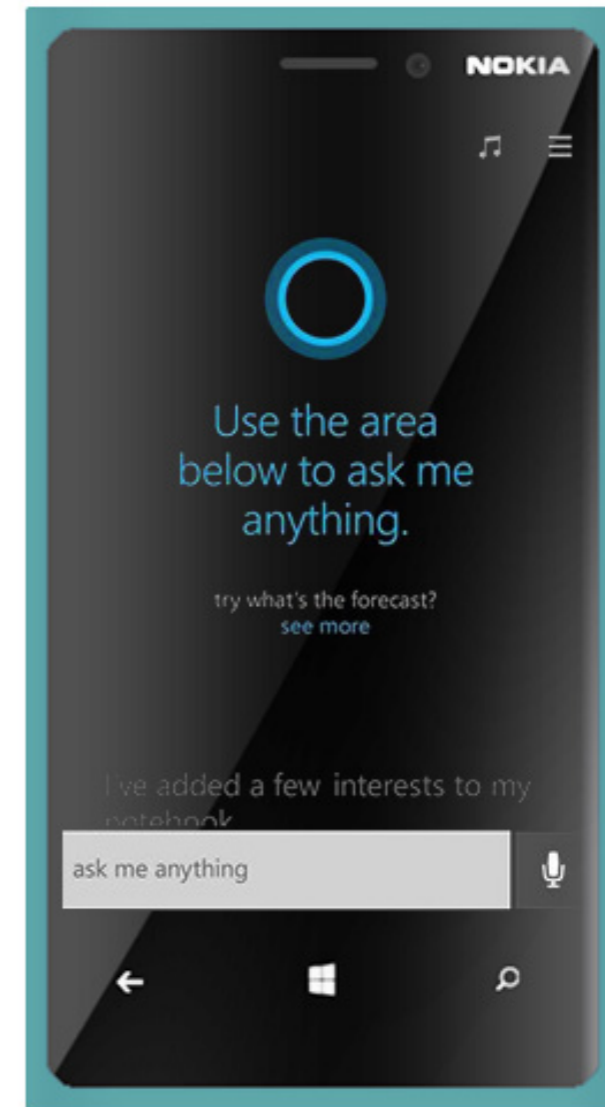 NOKIA
Use the area
below to ask me
anything.
try what's the forecast?
see more
I've added a few interests to my
notebook
ask me anything